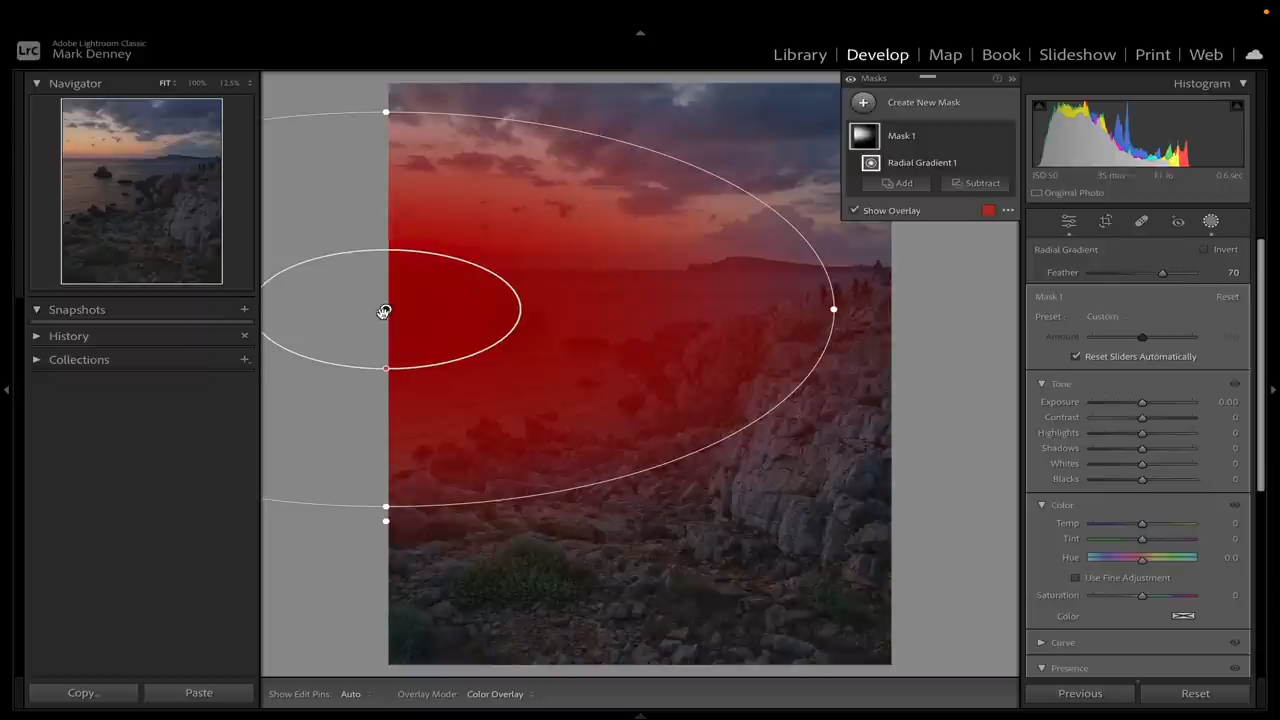 LrC
Adobe Lightroom Classic
Mark Denney
Library
Develop
Map
Book
Slideshow
Print
Web
Navigator
FIT
100%
12.5%
Snapshots
History
Collections
Copy...
Paste
Masks
Create New Mask
Mask 1
Radial Gradient 1
Add
Subtract
Show Overlay
Histogram
ISO 50
35 mm
0.6 sec
Original Photo
Radial Gradient
Invert
Feather
70
Mask 1
Reset
Preset :
Custom
Amount
Reset Sliders Automatically
Tone
Exposure
0.00
Contrast
0
Highlights
0
Shadows
0
Whites
0
Blacks
0
Color
Temp
0
Tint
0
Hue
0.0
Use Fine Adjustment
Saturation
0
Color
Curve
Presence
Show Edit Pins:
Auto
Overlay Mode:
Color Overlay
Previous
Reset